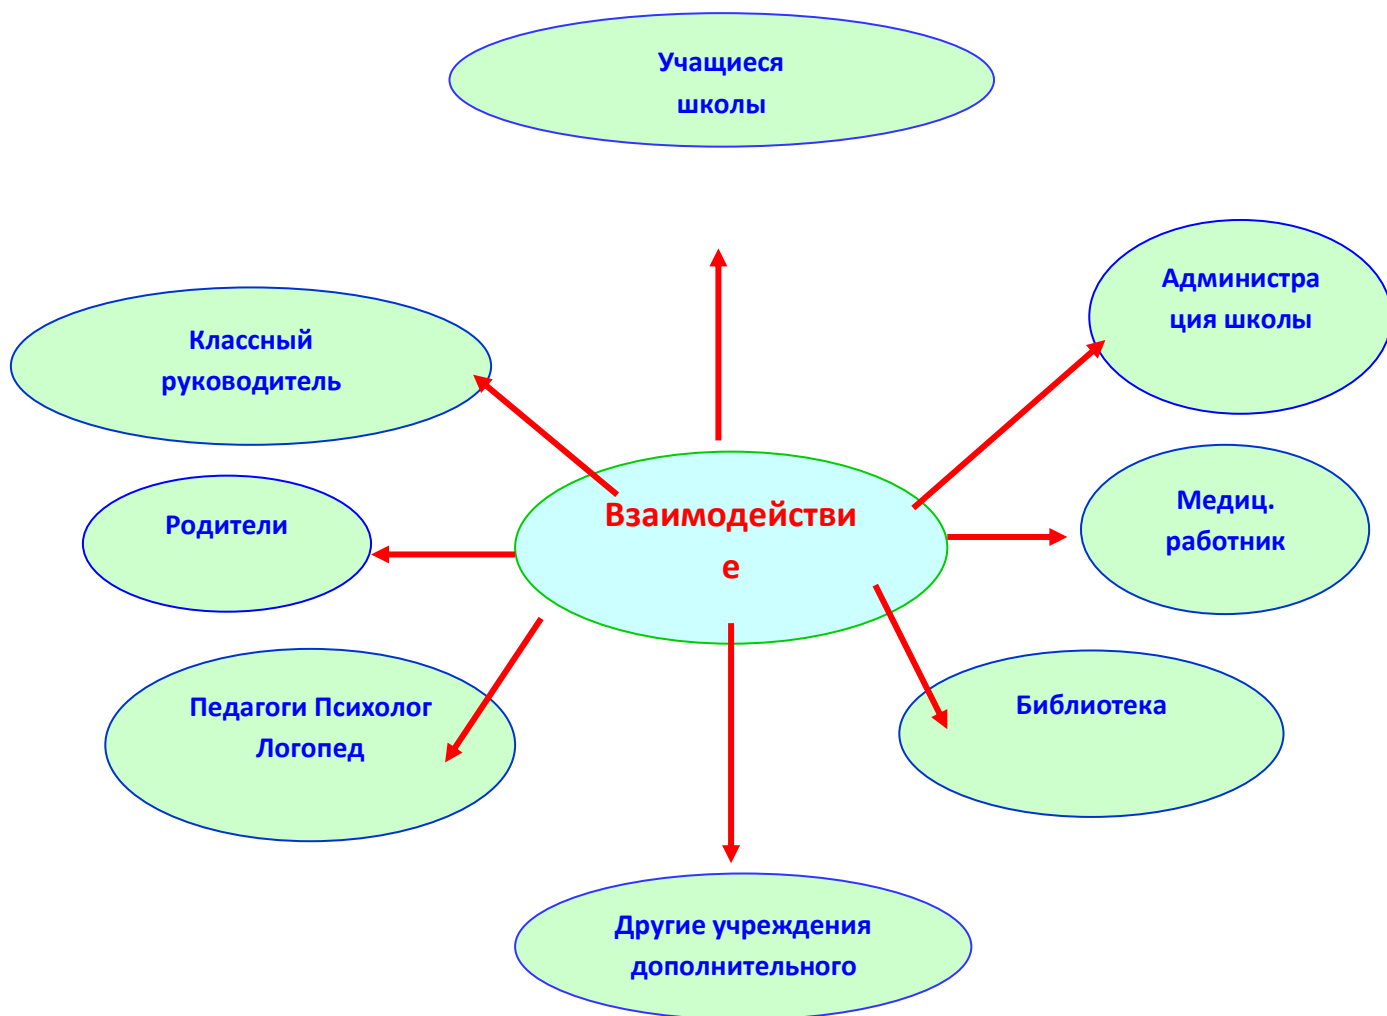 Учащиеся
школы
Администра
ция школы
Классный
руководитель
Медиц.
работник
Родители
Взаимодействи
е
Педагоги Психолог
Логопед
Библиотека
Другие учреждения
дополнительного